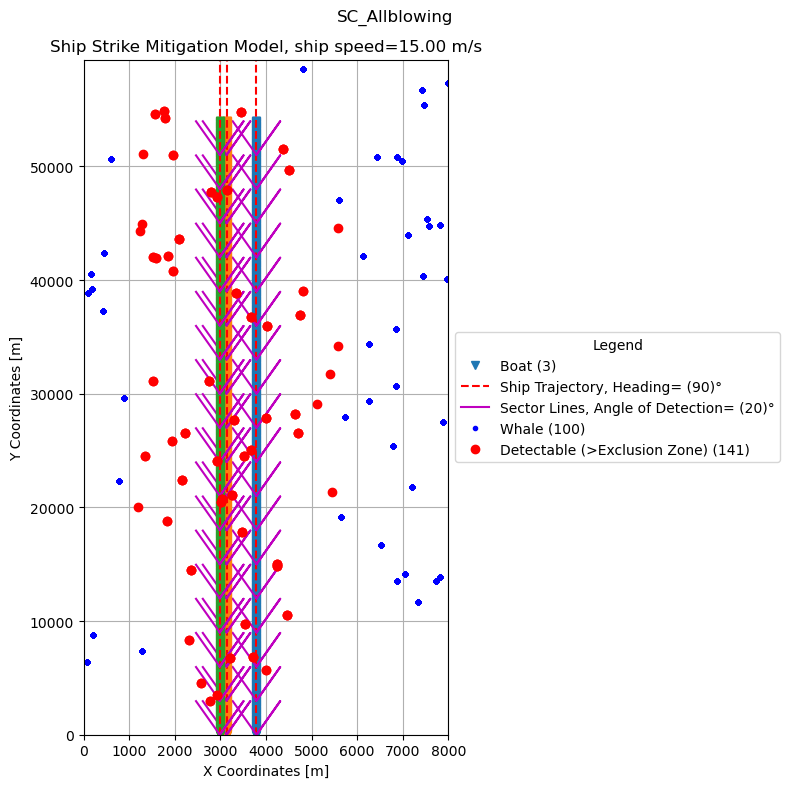 SC_Allblowing
Ship Strike Mitigation Model, ship speed=15.00 m/s
Y Coordinates [m]
50000
40000
30000
20000
10000
0
0 1000 2000 3000 4000 5000 6000 7000 8000
X Coordinates [m]
Legend
Boat (3)
Ship Trajectory, Heading= (90)°
Sector Lines, Angle of Detection= (20)°
Whale (100)
Detectable (>Exclusion Zone) (141)